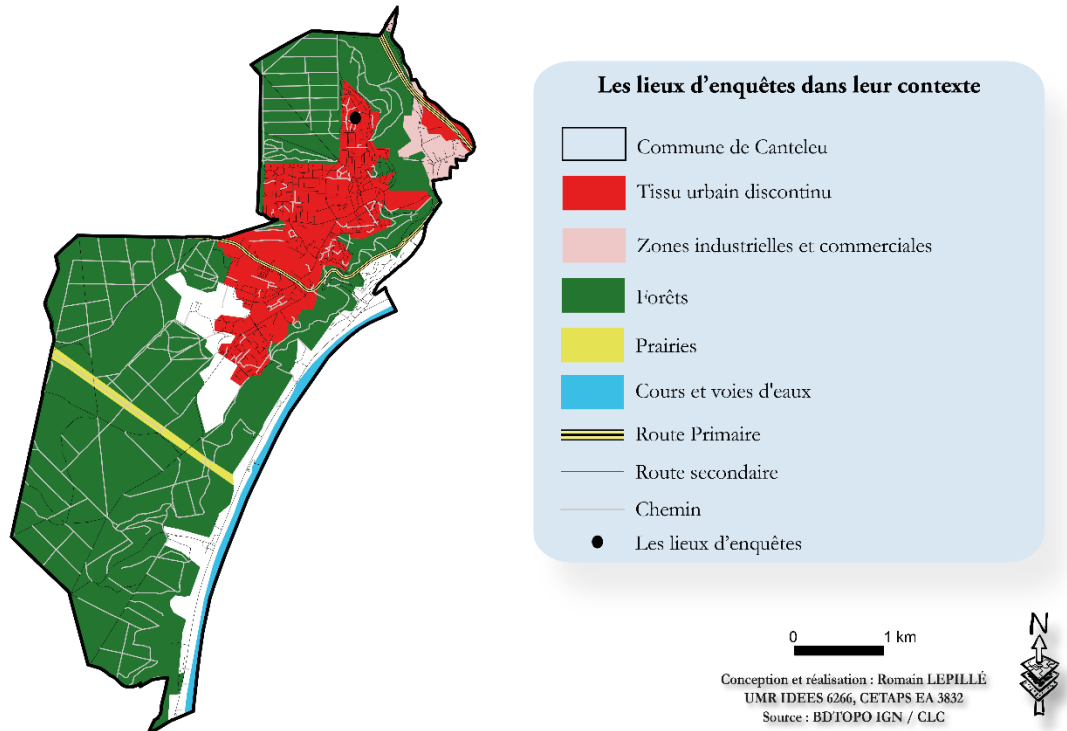 Les lieux d'enquêtes dans leur contexte
Commune de Canteleu
Tissu urbain discontinu
Zones industrielles et commerciales
Forêts
Prairies
Cours et voies d'eaux
Route Primaire
Route secondaire
Chemin
Les lieux d'enquêtes
0 1 km
N
Conception et réalisation : Romain LEPILLÉ
UMR IDEES 6266, CETAPS EA 3832
Source : BDTOPO IGN / CLC